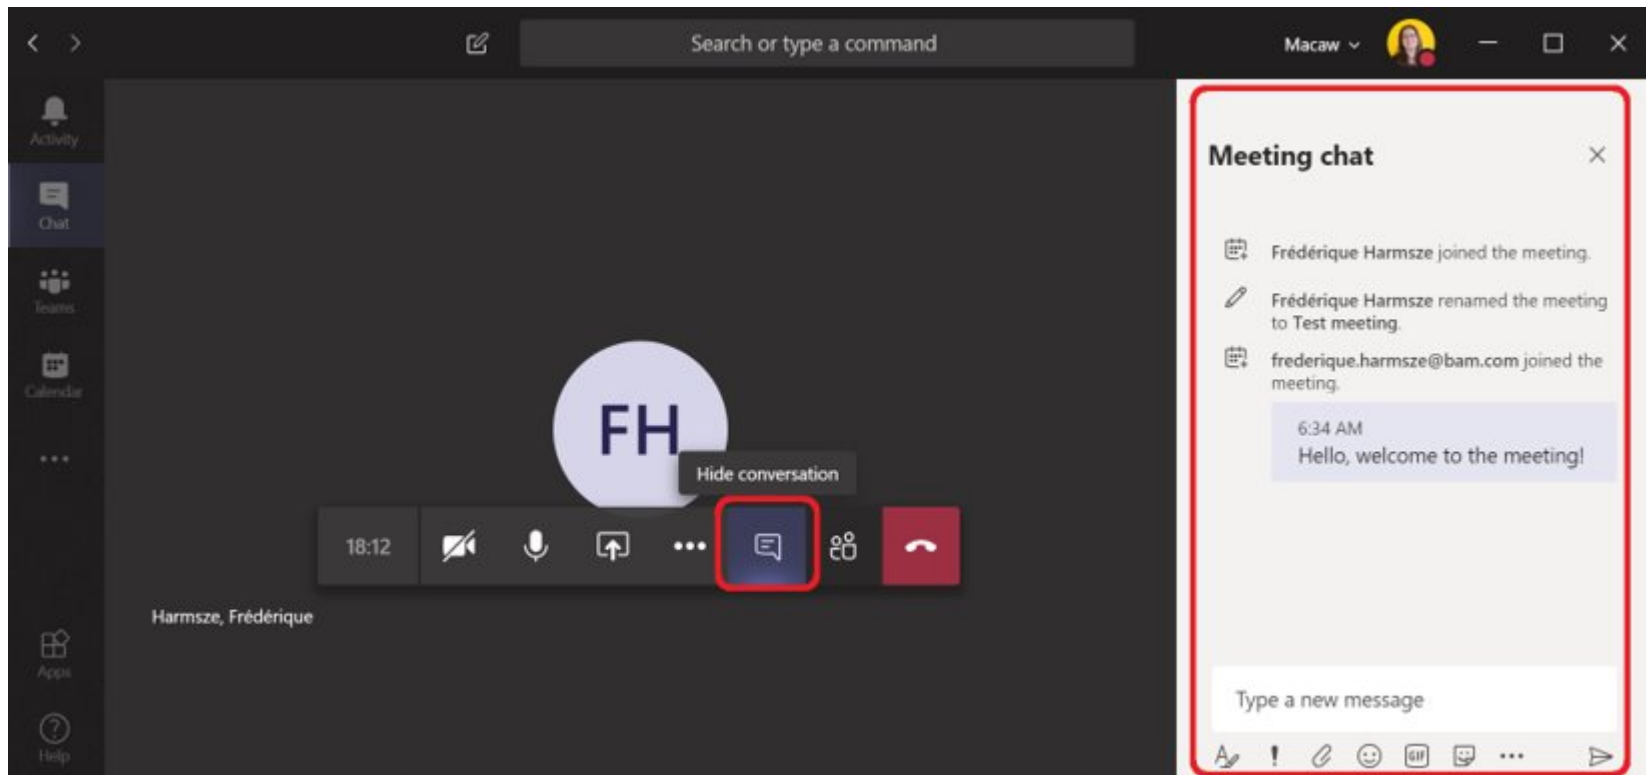 Search or type a command
Macaw
Activity
Chat
Teams
Calendar
Apps
Help
FH
Hide conversation
18:12
Harmsze, Frédérique
Meeting chat
Frédérique Harmsze joined the meeting.
Frédérique Harmsze renamed the meeting
to Test meeting.
frederique.harmsze@bam.com joined the
meeting.
6:34 AM
Hello, welcome to the meeting!
Type a new message
GIF